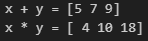 x + y = [5 7 9]
x * y = [ 4 10 18]